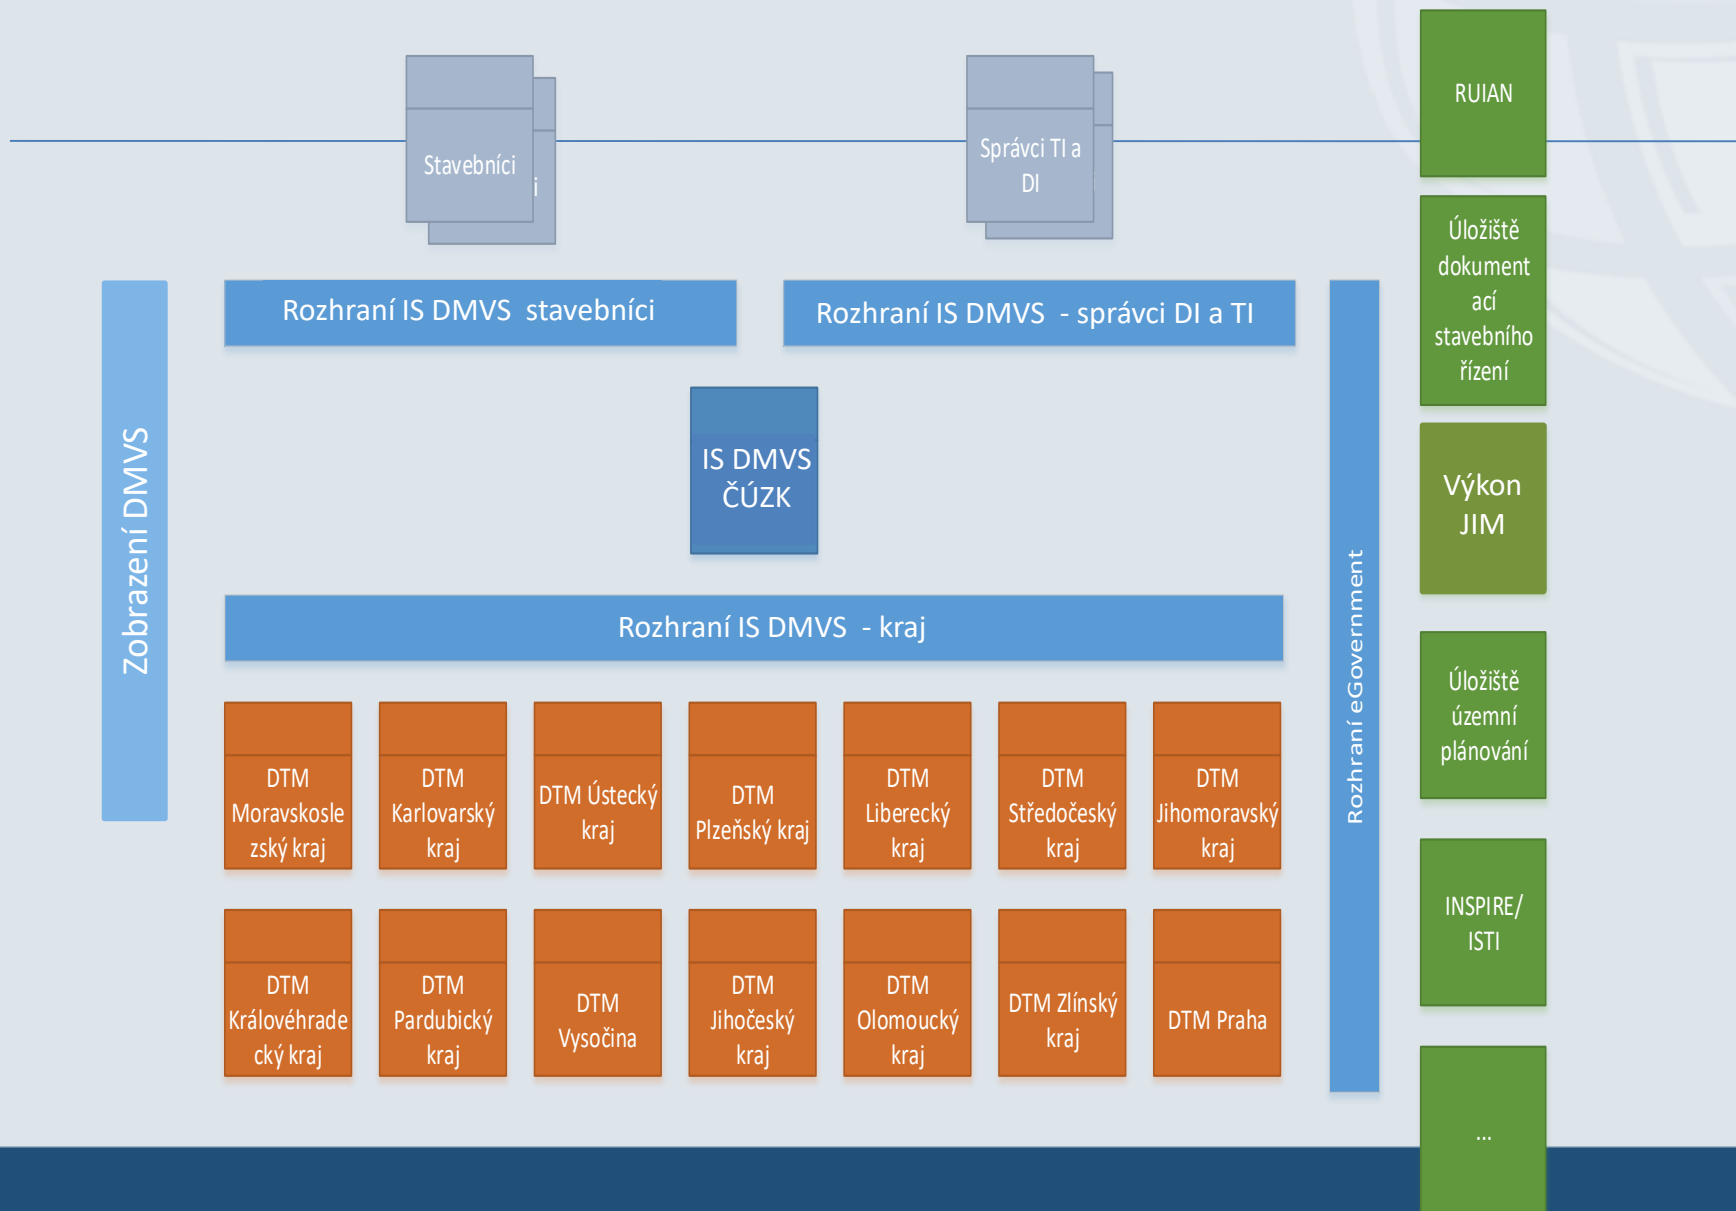 RUIAN
Stavebníci
i
Správci TI a
DI
Úložiště
dokument
ací
stavebního
řízení
Rozhraní IS DMVS  stavebníci
Rozhraní IS DMVS  - správci DI a TI
Zobrazení DMVS
IS DMVS
ČÚZK
Výkon
JIM
Rozhraní IS DMVS  - kraj
Rozhraní eGovernment
Úložiště
územní
plánování
DTM
Moravskosle
zský kraj
DTM
Karlovarský
kraj
DTM Ústecký
kraj
DTM
Plzeňský kraj
DTM
Liberecký
kraj
DTM
Středočeský
kraj
DTM
Jihomoravský
kraj
INSPIRE/
ISTI
DTM
Královéhrade
cký kraj
DTM
Pardubický
kraj
DTM
Vysočina
DTM
Jihočeský
kraj
DTM
Olomoucký
kraj
DTM Zlínský
kraj
DTM Praha
...